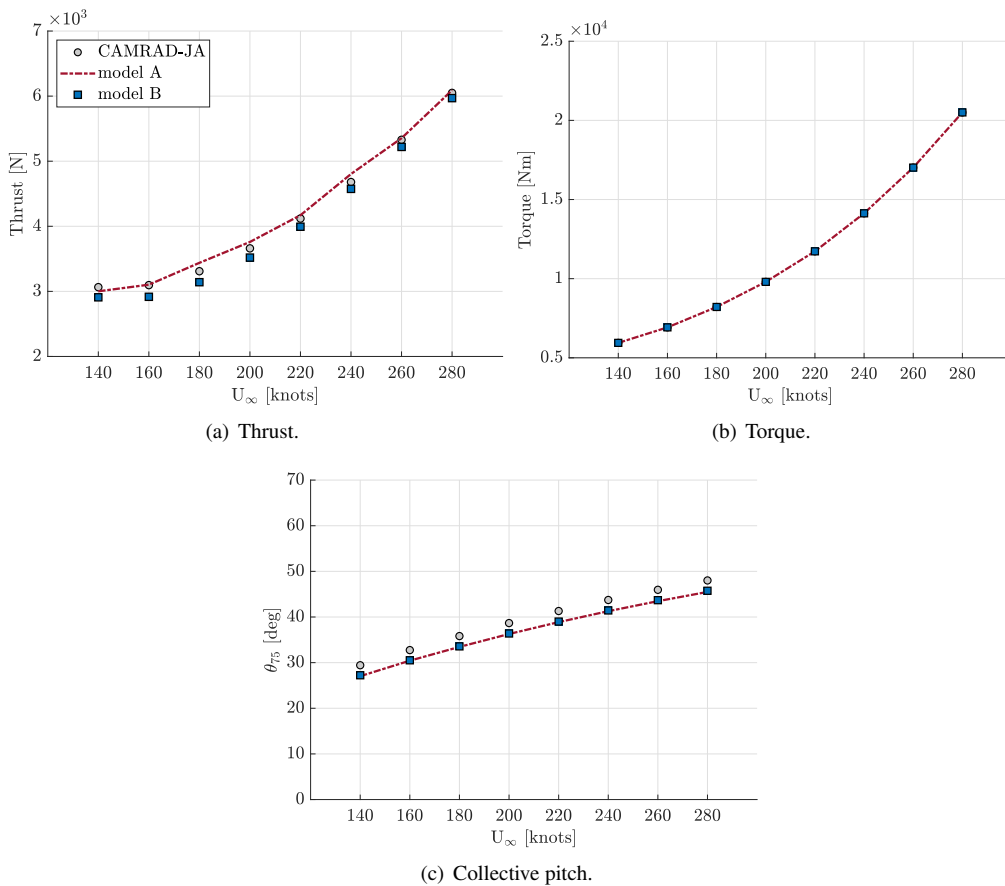 ×10³
7
6
5
4
3
2
Thrust [N]
CAMRAD-JA
model A
model B
140 160 180 200 220 240 260 280
U∞ [knots]
(a) Thrust.
×10⁴
2.5
2
1.5
1
0.5
Torque [Nm]
140 160 180 200 220 240 260 280
U∞ [knots]
(b) Torque.
70
60
50
40
30
20
10
0
θ₇₅ [deg]
140 160 180 200 220 240 260 280
U∞ [knots]
(c) Collective pitch.